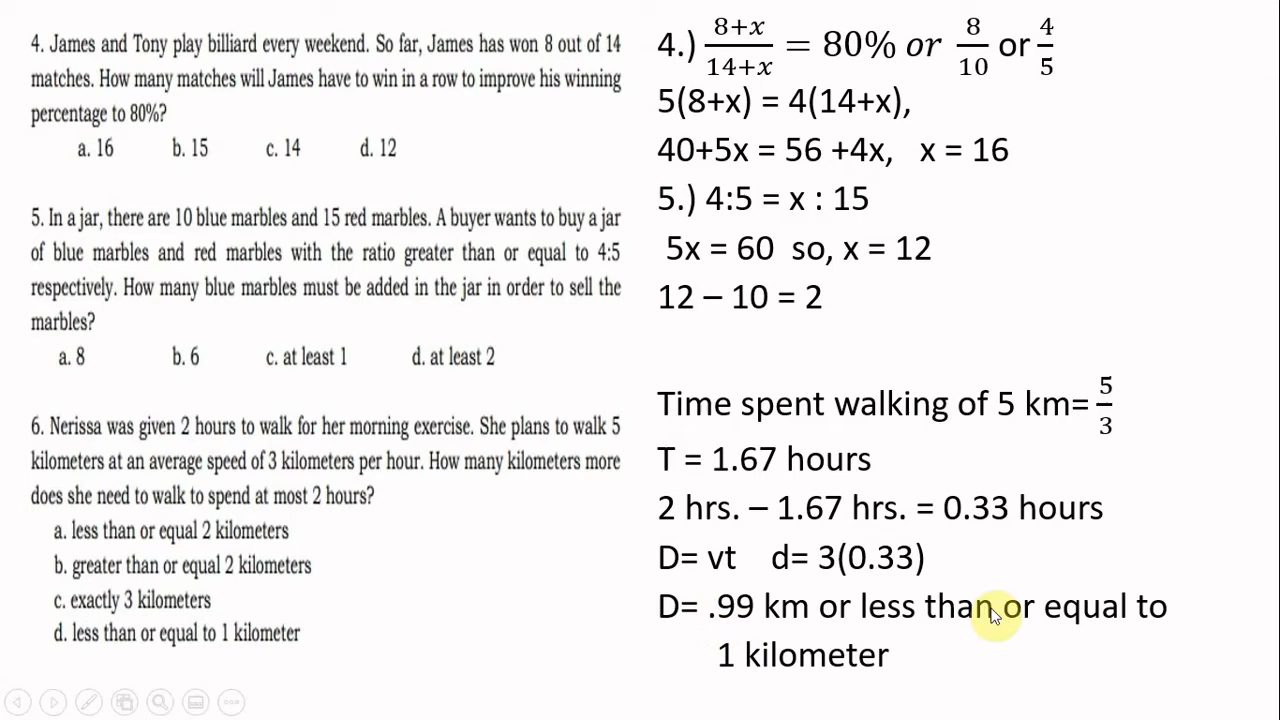 4. James and Tony play billiard every weekend. So far, James has won 8 out of 14
matches. How many matches will James have to win in a row to improve his winning
percentage to 80%?
a. 16 b. 15 c. 14 d. 12
5. In a jar, there are 10 blue marbles and 15 red marbles. A buyer wants to buy a jar
of blue marbles and red marbles with the ratio greater than or equal to 4:5
respectively. How many blue marbles must be added in the jar in order to sell the
marbles?
a. 8 b. 6 c. at least 1 d. at least 2
6. Nerissa was given 2 hours to walk for her morning exercise. She plans to walk 5
kilometers at an average speed of 3 kilometers per hour. How many kilometers more
does she need to walk to spend at most 2 hours?
a. less than or equal 2 kilometers
b. greater than or equal 2 kilometers
c. exactly 3 kilometers
d. less than or equal to 1 kilometer
4.) 8+x/14+x = 80% or 8/10 or 4/5
5(8+x) = 4(14+x),
40+5x = 56 +4x, x = 16
5.) 4:5 = x : 15
5x = 60 so, x = 12
12 – 10 = 2
Time spent walking of 5 km= 5/3
T = 1.67 hours
2 hrs. – 1.67 hrs. = 0.33 hours
D= vt d= 3(0.33)
D= .99 km or less than or equal to
1 kilometer